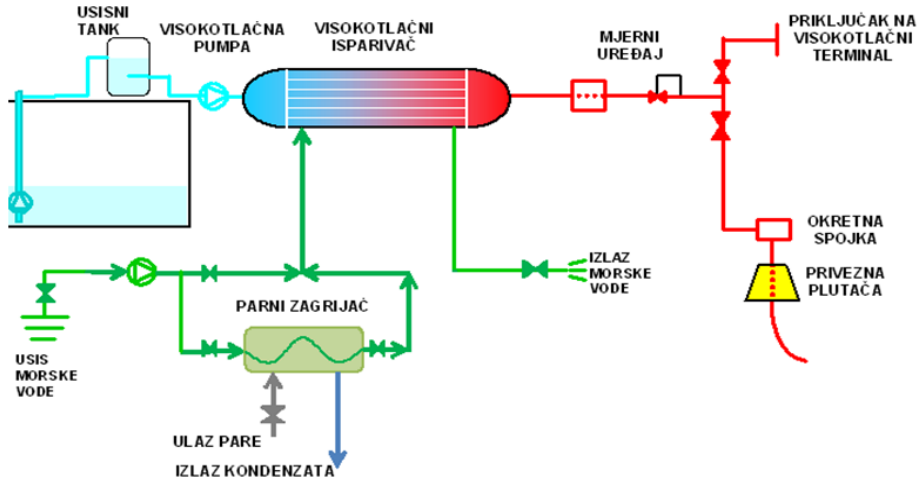 USISNI
TANK
VISOKOTLAČNA
PUMPA
VISOKOTLAČNI
ISPARIVAČ
MJERNI
UREĐAJ
PRIKLJUČAK NA
VISOKOTLAČNI
TERMINAL
OKRETNA
SPOJKA
PRIVEZNA
PLUTAČA
IZLAZ
MORSKE
VODE
PARNI ZAGRIJAČ
USIS
MORSKE
VODE
ULAZ PARE
IZLAZ KONDENZATA